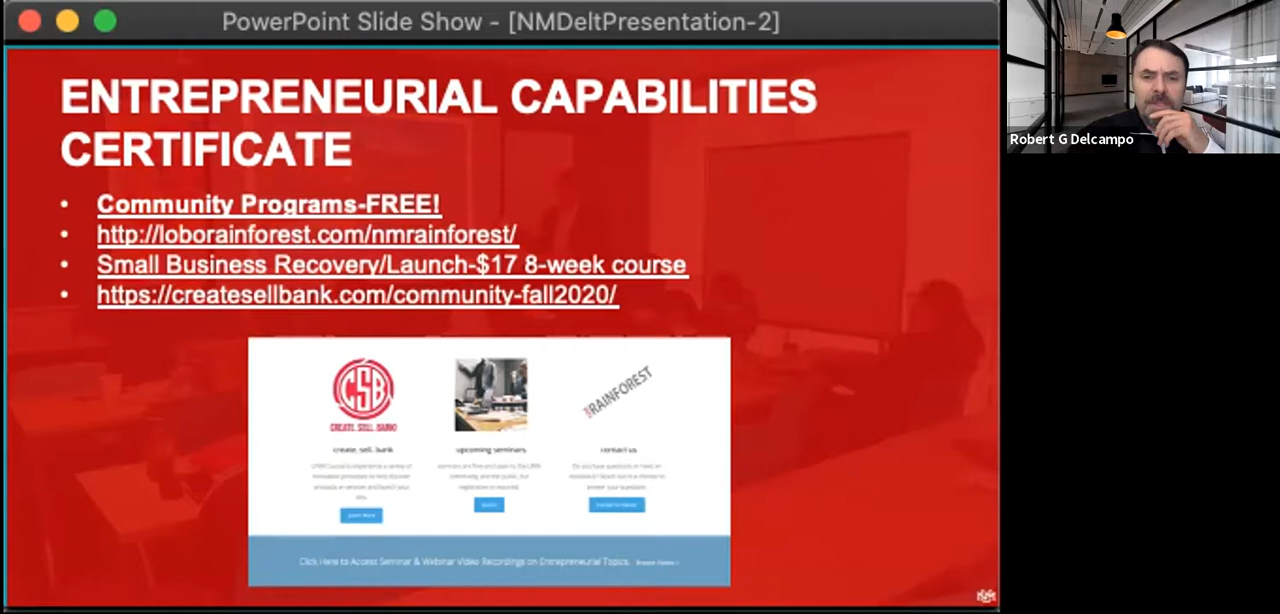 PowerPoint Slide Show - [NMDeltPresentation-2]
ENTREPRENEURIAL CAPABILITIES
CERTIFICATE
• Community Programs-FREE!
• http://loborainforest.com/nmrainforest/
• Small Business Recovery/Launch-$17 8-week course
• https://createsellbank.com/community-fall2020/
CSB
CREATE. SELL. BANK!
RAINFOREST
create. sell. bank
upcoming seminars
contact us
Click Here to Access Seminar & Webinar Video Recordings on Entrepreneurial Topics.
Robert G Delcampo